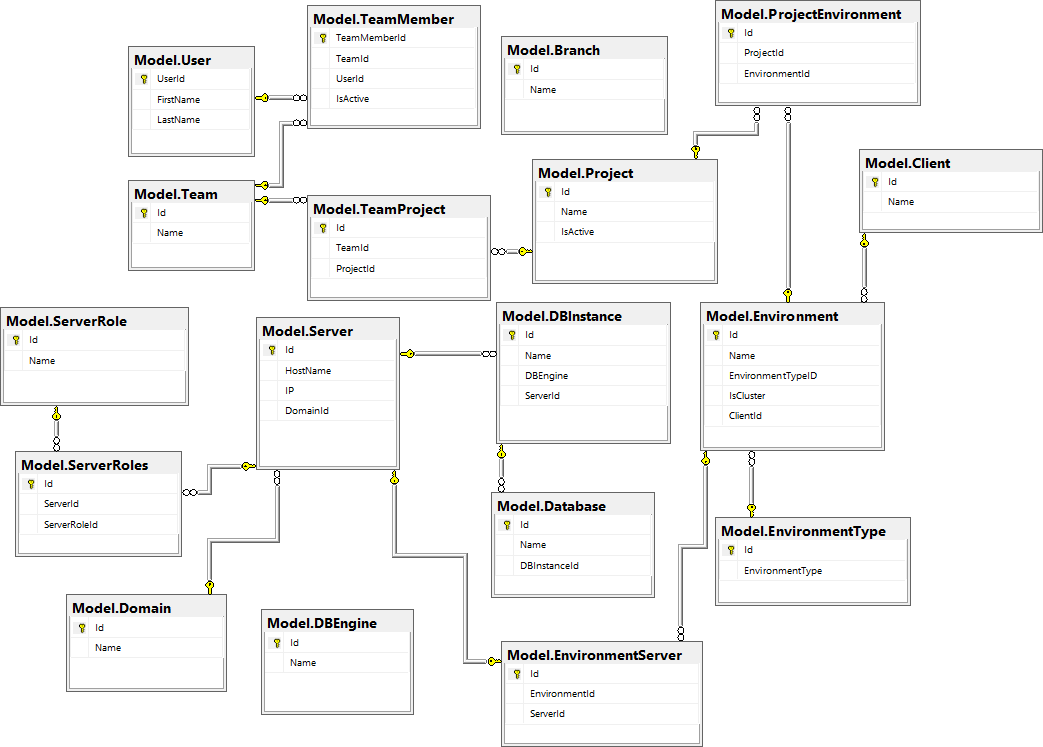 Model.User
UserId
FirstName
LastName
Model.TeamMember
TeamMemberId
TeamId
UserId
IsActive
Model.Branch
Id
Name
Model.ProjectEnvironment
Id
ProjectId
EnvironmentId
Model.Team
Id
Name
Model.TeamProject
Id
TeamId
ProjectId
Model.Project
Id
Name
IsActive
Model.Client
Id
Name
Model.ServerRole
Id
Name
Model.Server
Id
HostName
IP
DomainId
Model.DBInstance
Id
Name
DBEngine
ServerId
Model.Environment
Id
Name
EnvironmentTypeID
IsCluster
ClientId
Model.ServerRoles
Id
ServerId
ServerRoleId
Model.Database
Id
Name
DBInstanceId
Model.EnvironmentType
Id
EnvironmentType
Model.Domain
Id
Name
Model.DBEngine
Id
Name
Model.EnvironmentServer
Id
EnvironmentId
ServerId